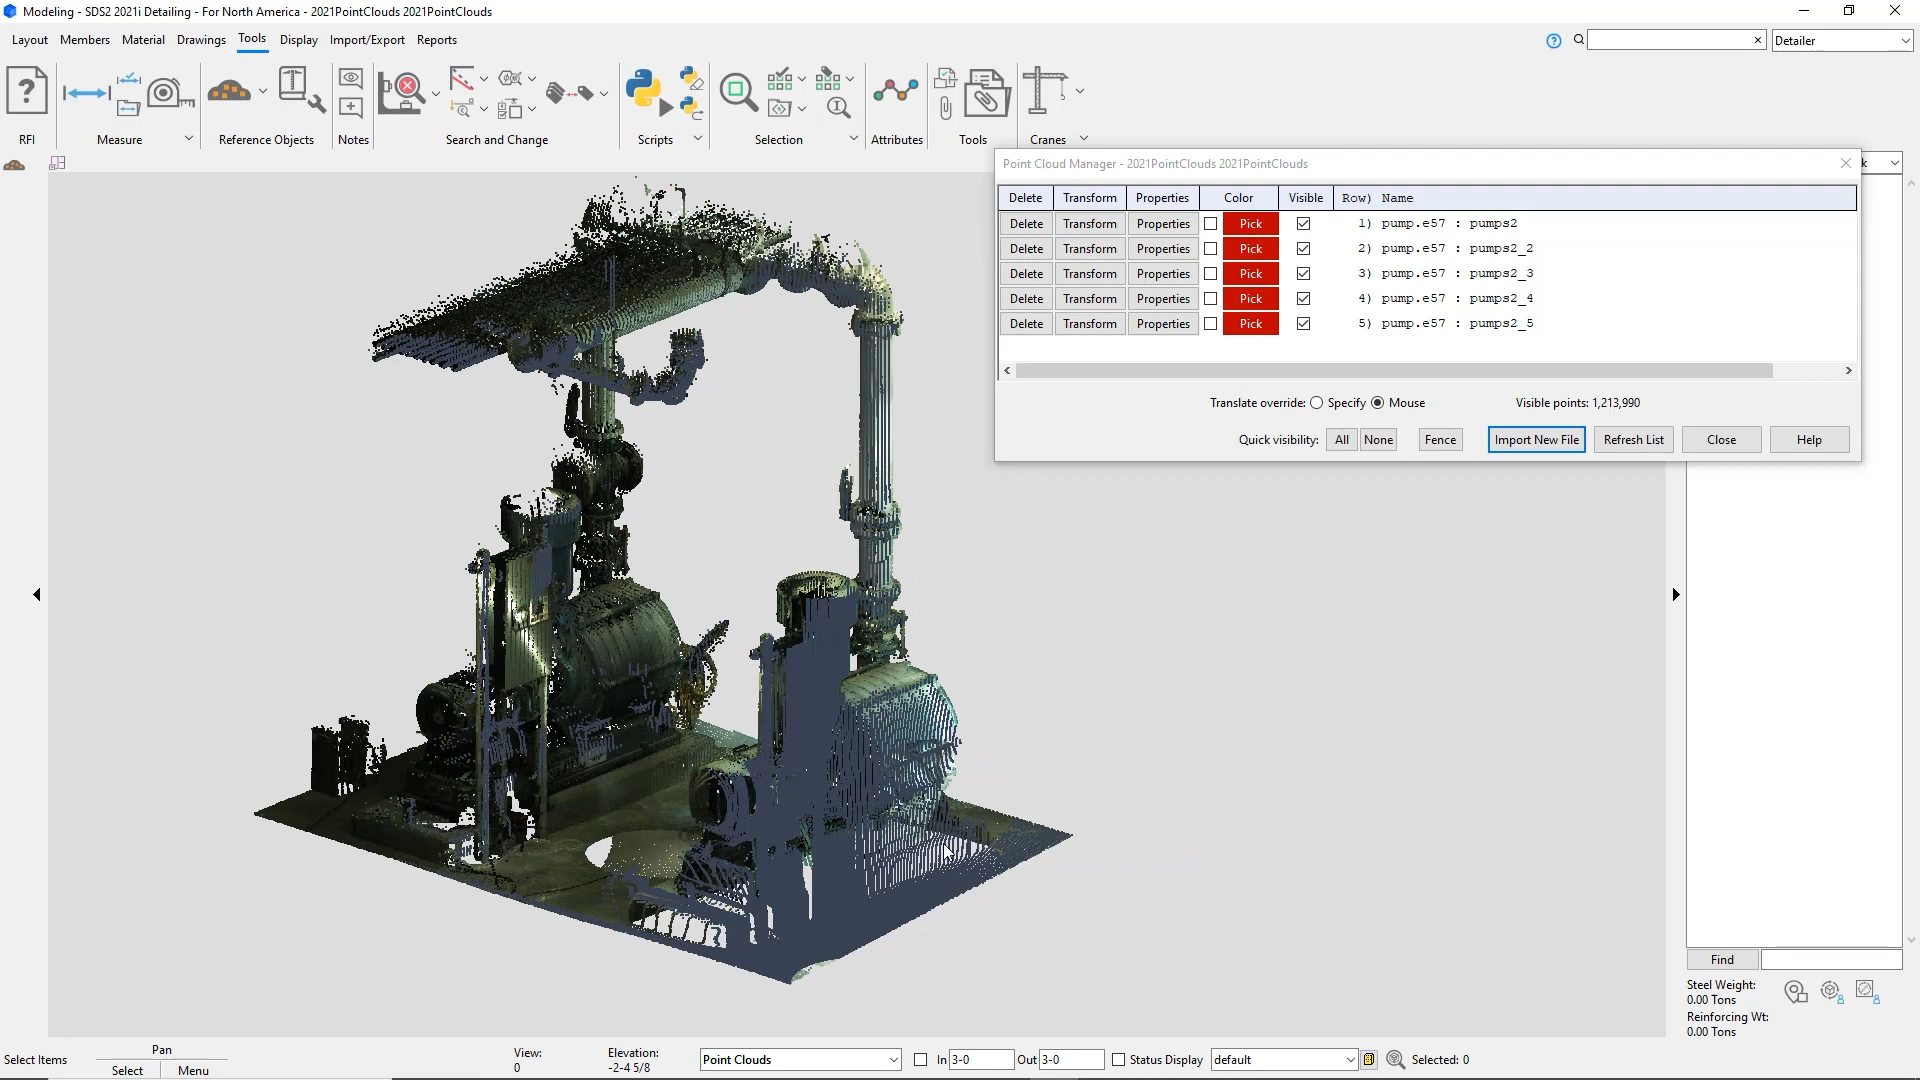 Modeling - SDS2 2021i Detailing - For North America - 2021PointClouds 2021PointClouds
Layout Members Material Drawings Tools Display Import/Export Reports
Detailer
RFI Measure Reference Objects Notes Search and Change Scripts Selection Attributes Tools Cranes
Point Cloud Manager - 2021PointClouds 2021PointClouds
k
Delete Transform Properties Color Visible Row) Name
Delete Transform Properties Pick 1) pump.e57 : pumps2
Delete Transform Properties Pick 2) pump.e57 : pumps2_2
Delete Transform Properties Pick 3) pump.e57 : pumps2_3
Delete Transform Properties Pick 4) pump.e57 : pumps2_4
Delete Transform Properties Pick 5) pump.e57 : pumps2_5
Translate override: Specify Mouse Visible points: 1,213,990
Quick visibility: All None Fence Import New File Refresh List Close Help
Find
Steel Weight:
0.00 Tons
Reinforcing Wt:
0.00 Tons
Select Items
Pan
Select Menu
View:
0
Elevation:
-2-4 5/8
Point Clouds
In 3-0 Out 3-0 Status Display default Selected: 0